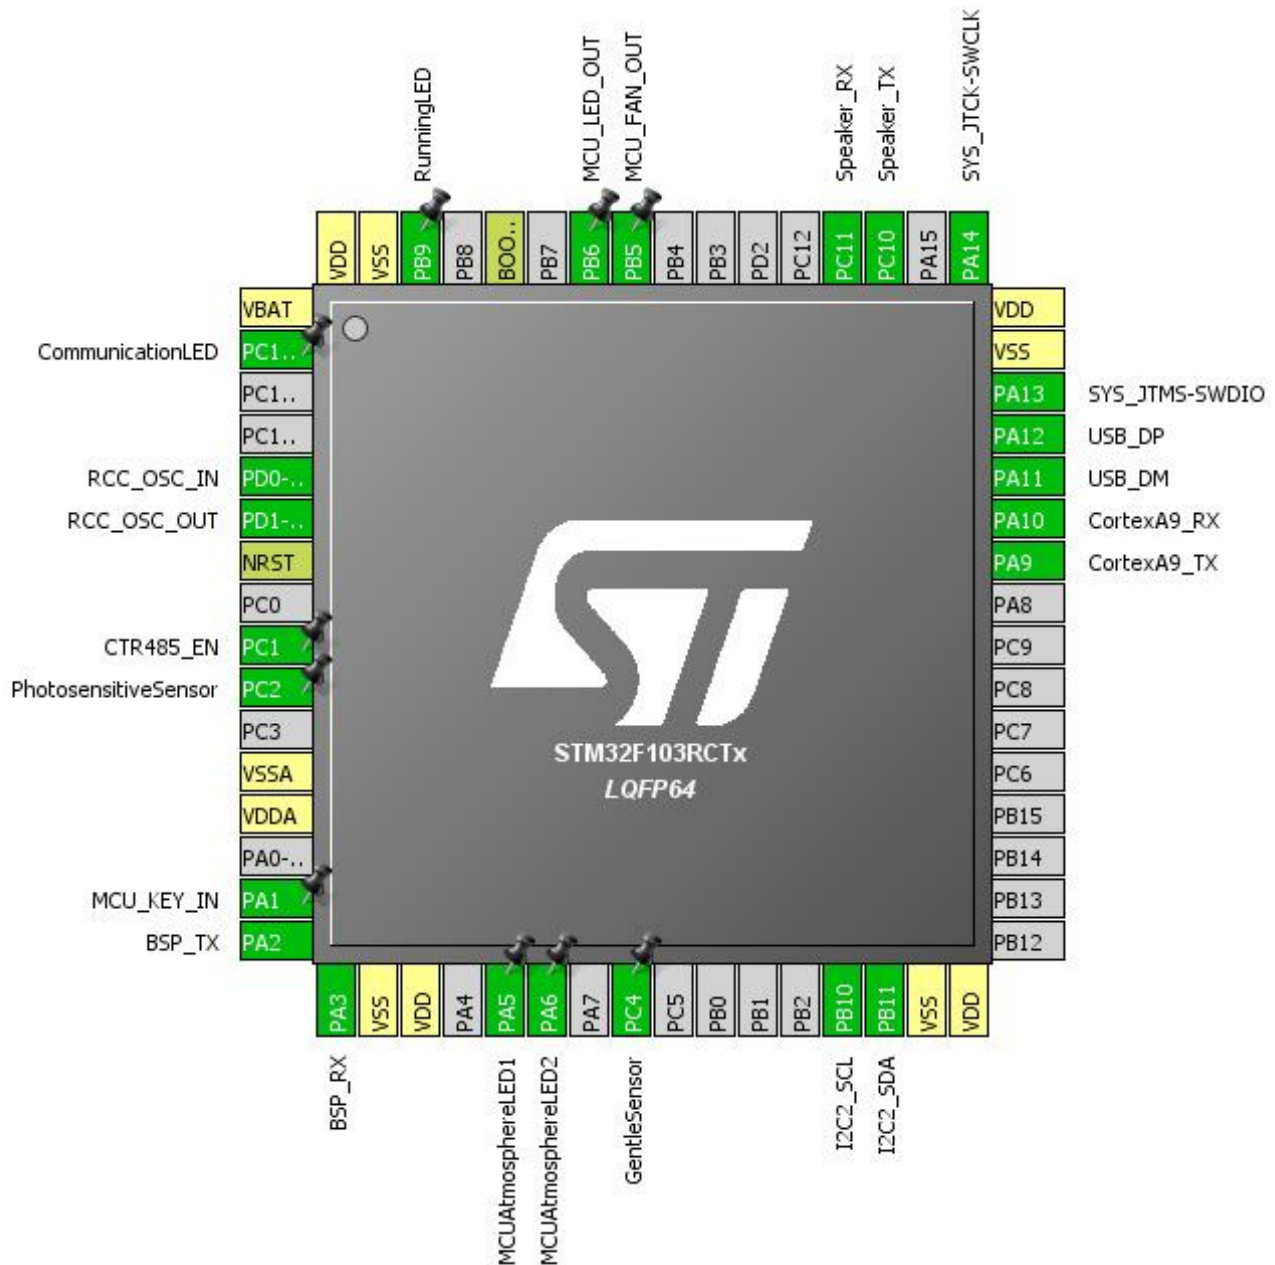 RunningLED
MCU_LED_OUT
MCU_FAN_OUT
Speaker_RX
Speaker_TX
SYS_JTCK-SWCLK
VDD
VSS
PB9
PB8
BOO..
PB7
PB6
PB5
PB4
PB3
PD2
PC12
PC11
PC10
PA15
PA14
VBAT
CommunicationLED PC1..
PC1..
PC1..
RCC_OSC_IN PD0-..
RCC_OSC_OUT PD1-..
NRST
PC0
CTR485_EN PC1
PhotosensitiveSensor PC2
PC3
VSSA
VDDA
PA0-..
MCU_KEY_IN PA1
BSP_TX PA2
ST
STM32F103RCTx
LQFP64
VDD
VSS
PA13 SYS_JTMS-SWDIO
PA12 USB_DP
PA11 USB_DM
PA10 CortexA9_RX
PA9 CortexA9_TX
PA8
PC9
PC8
PC7
PC6
PB15
PB14
PB13
PB12
PA3
VSS
VDD
PA4
PA5
PA6
PA7
PC4
PC5
PB0
PB1
PB2
PB10
PB11
VSS
VDD
BSP_RX
MCUAtmosphereLED1
MCUAtmosphereLED2
GentleSensor
I2C2_SCL
I2C2_SDA